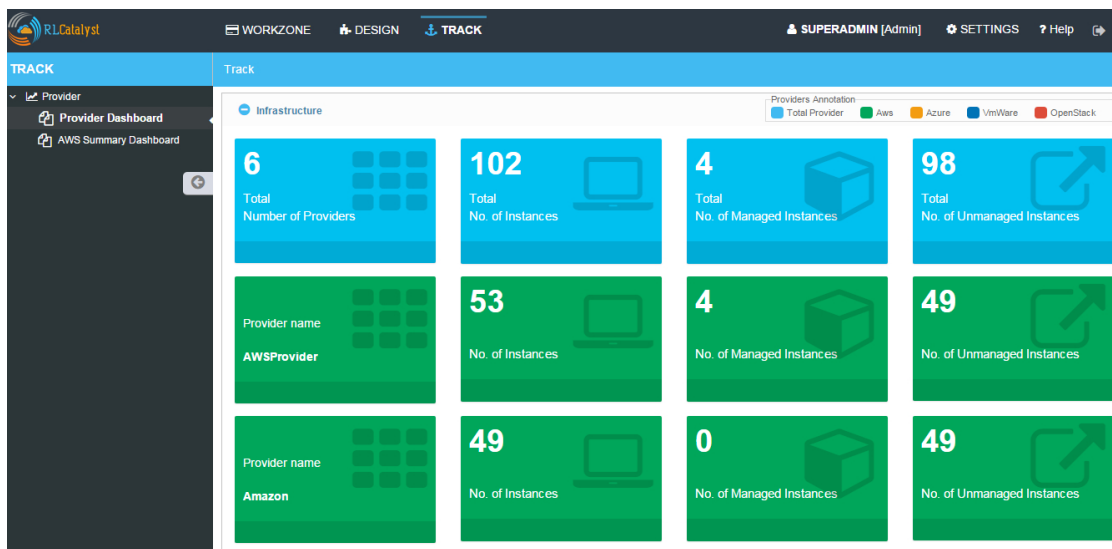 RLCatalyst
WORKZONE DESIGN TRACK SUPERADMIN [Admin] SETTINGS ? Help
TRACK
Track
Provider
Provider Dashboard
AWS Summary Dashboard
Infrastructure
Providers Annotation
Total Provider Aws Azure VmWare OpenStack
6
Total
Number of Providers
102
Total
No. of Instances
4
Total
No. of Managed Instances
98
Total
No. of Unmanaged Instances
Provider name
AWSProvider
53
No. of Instances
4
No. of Managed Instances
49
No. of Unmanaged Instances
Provider name
Amazon
49
No. of Instances
0
No. of Managed Instances
49
No. of Unmanaged Instances